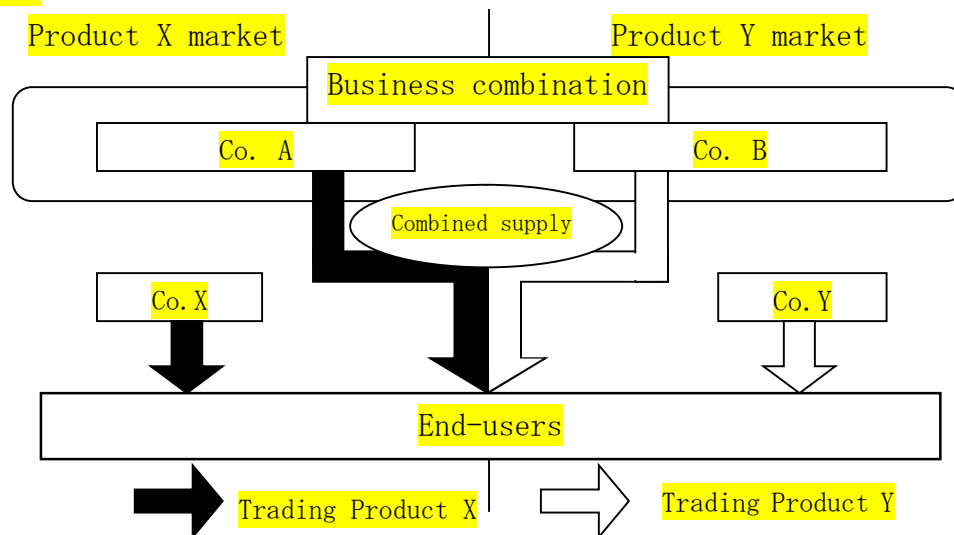 Product X market
Product Y market
Business combination
Co. A
Co. B
Combined supply
Co.X
Co.Y
End-users
Trading Product X
Trading Product Y